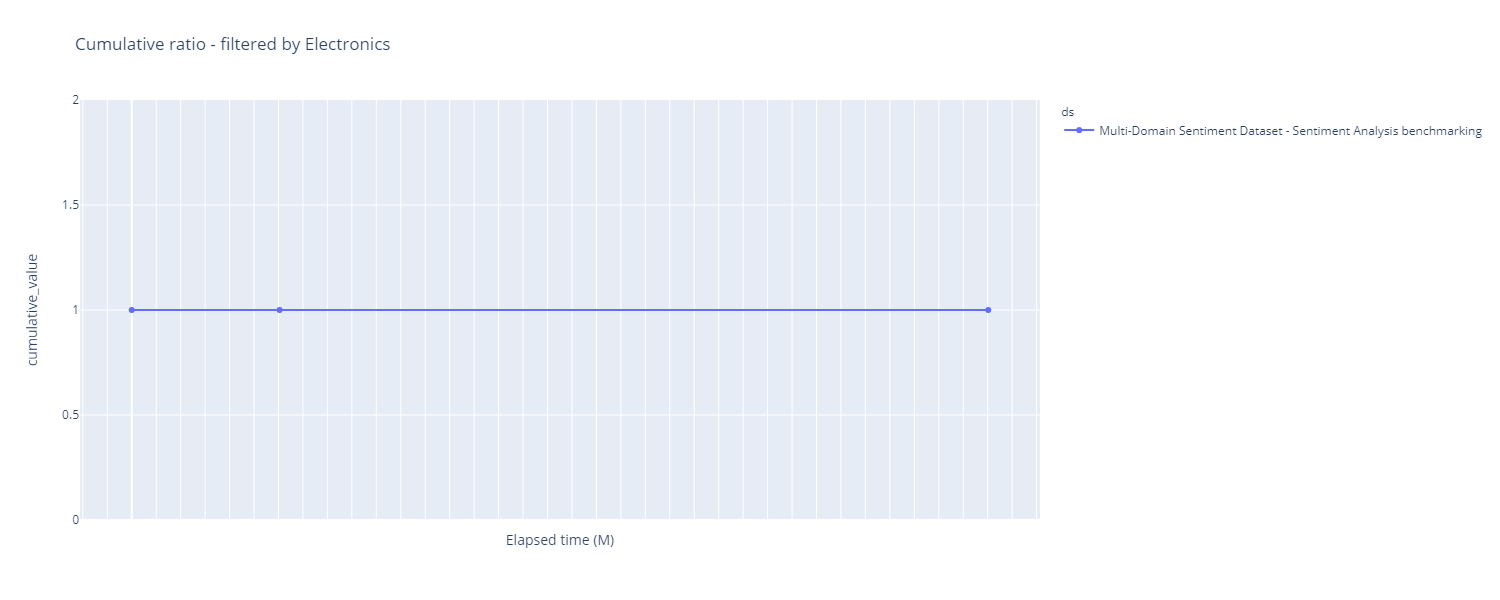 Cumulative ratio - filtered by Electronics
2
1.5
1
0.5
0
cumulative_value
Elapsed time (M)
ds
Multi-Domain Sentiment Dataset - Sentiment Analysis benchmarking